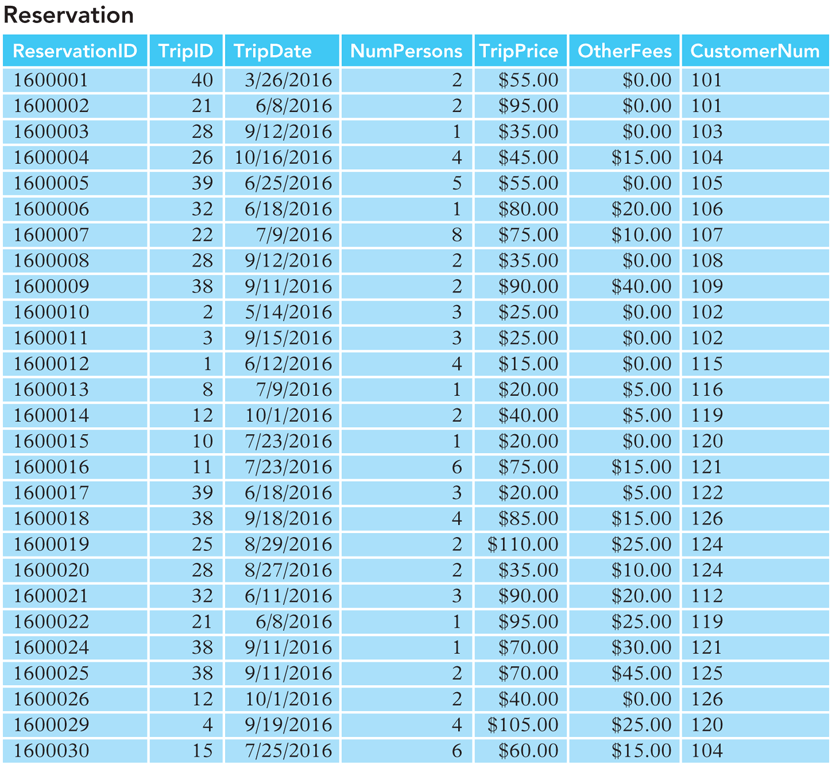 Reservation
ReservationID TripID TripDate NumPersons TripPrice OtherFees CustomerNum
1600001 40 3/26/2016 2 $55.00 $0.00 101
1600002 21 6/8/2016 2 $95.00 $0.00 101
1600003 28 9/12/2016 1 $35.00 $0.00 103
1600004 26 10/16/2016 4 $45.00 $15.00 104
1600005 39 6/25/2016 5 $55.00 $0.00 105
1600006 32 6/18/2016 1 $80.00 $20.00 106
1600007 22 7/9/2016 8 $75.00 $10.00 107
1600008 28 9/12/2016 2 $35.00 $0.00 108
1600009 38 9/11/2016 2 $90.00 $40.00 109
1600010 2 5/14/2016 3 $25.00 $0.00 102
1600011 3 9/15/2016 3 $25.00 $0.00 102
1600012 1 6/12/2016 4 $15.00 $0.00 115
1600013 8 7/9/2016 1 $20.00 $5.00 116
1600014 12 10/1/2016 2 $40.00 $5.00 119
1600015 10 7/23/2016 1 $20.00 $0.00 120
1600016 11 7/23/2016 6 $75.00 $15.00 121
1600017 39 6/18/2016 3 $20.00 $5.00 122
1600018 38 9/18/2016 4 $85.00 $15.00 126
1600019 25 8/29/2016 2 $110.00 $25.00 124
1600020 28 8/27/2016 2 $35.00 $10.00 124
1600021 32 6/11/2016 3 $90.00 $20.00 112
1600022 21 6/8/2016 1 $95.00 $25.00 119
1600024 38 9/11/2016 1 $70.00 $30.00 121
1600025 38 9/11/2016 2 $70.00 $45.00 125
1600026 12 10/1/2016 2 $40.00 $0.00 126
1600029 4 9/19/2016 4 $105.00 $25.00 120
1600030 15 7/25/2016 6 $60.00 $15.00 104